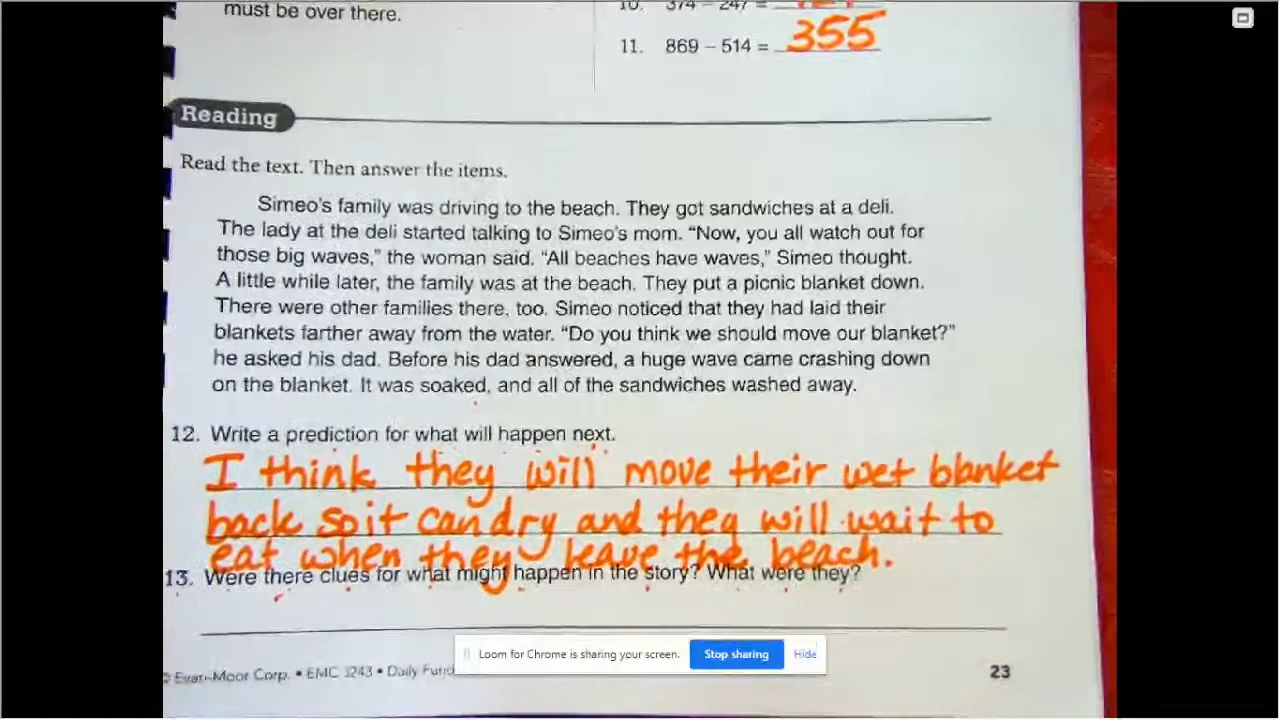 must be over there.
10. 374 – 247 =
11. 869 – 514 = 355
Reading
Read the text. Then answer the items.
Simeo's family was driving to the beach. They got sandwiches at a deli.
The lady at the deli started talking to Simeo's mom. "Now, you all watch out for
those big waves," the woman said. "All beaches have waves," Simeo thought.
A little while later, the family was at the beach. They put a picnic blanket down.
There were other families there, too. Simeo noticed that they had laid their
blankets farther away from the water. "Do you think we should move our blanket?"
he asked his dad. Before his dad answered, a huge wave came crashing down
on the blanket. It was soaked, and all of the sandwiches washed away.
12. Write a prediction for what will happen next.
I think they will move their wet blanket
back so it can dry and they will wait to
eat when they leave the beach.
13. Were there clues for what might happen in the story? What were they?
Loom for Chrome is sharing your screen. Stop sharing Hide
© Evan-Moor Corp. • EMC 3243 • Daily Fund
23